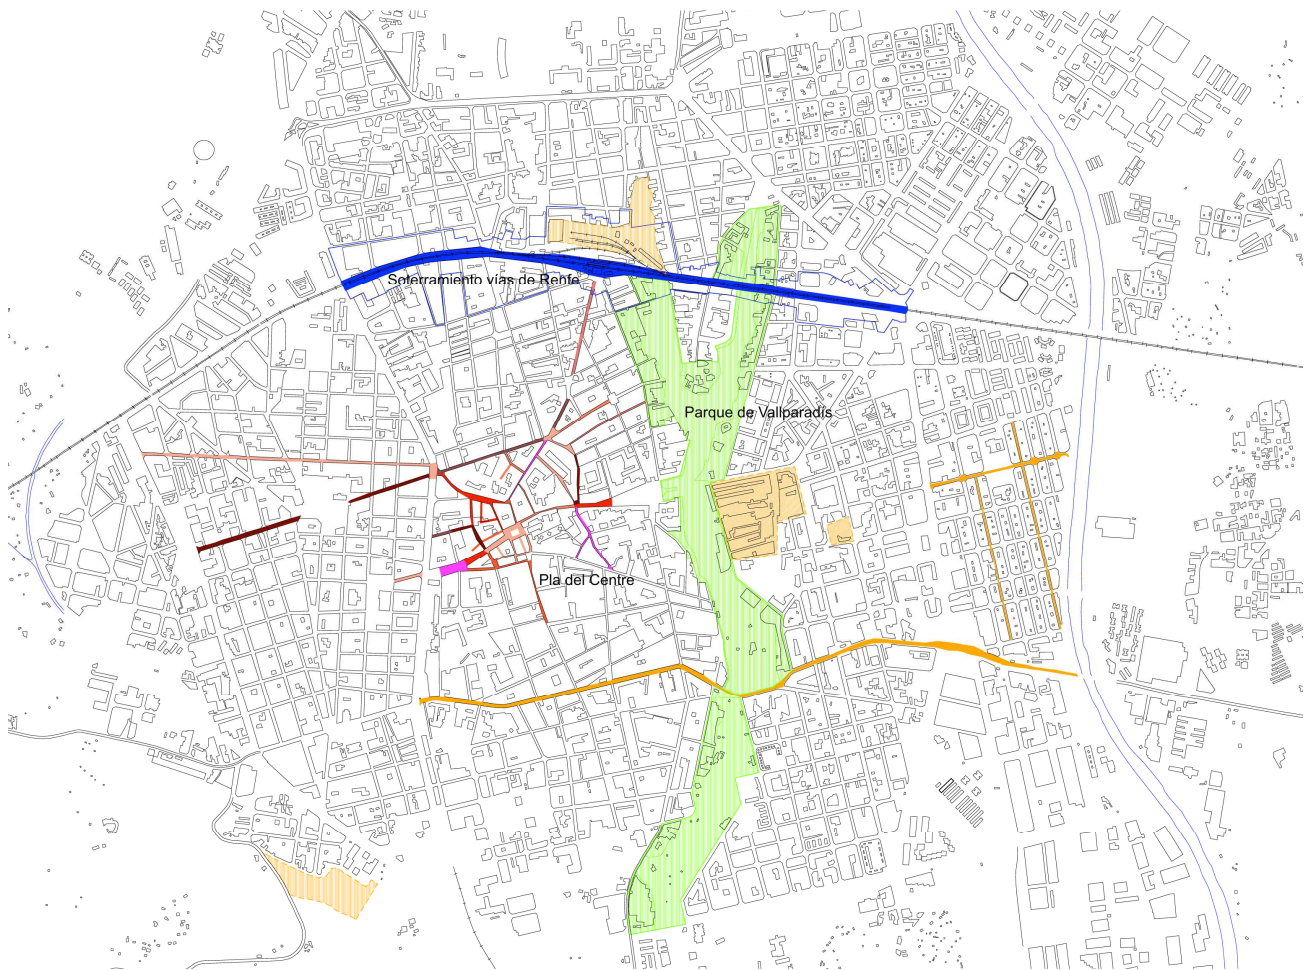 Soterramiento vías de Renfe
Parque de Vallparadís
Pla del Centre